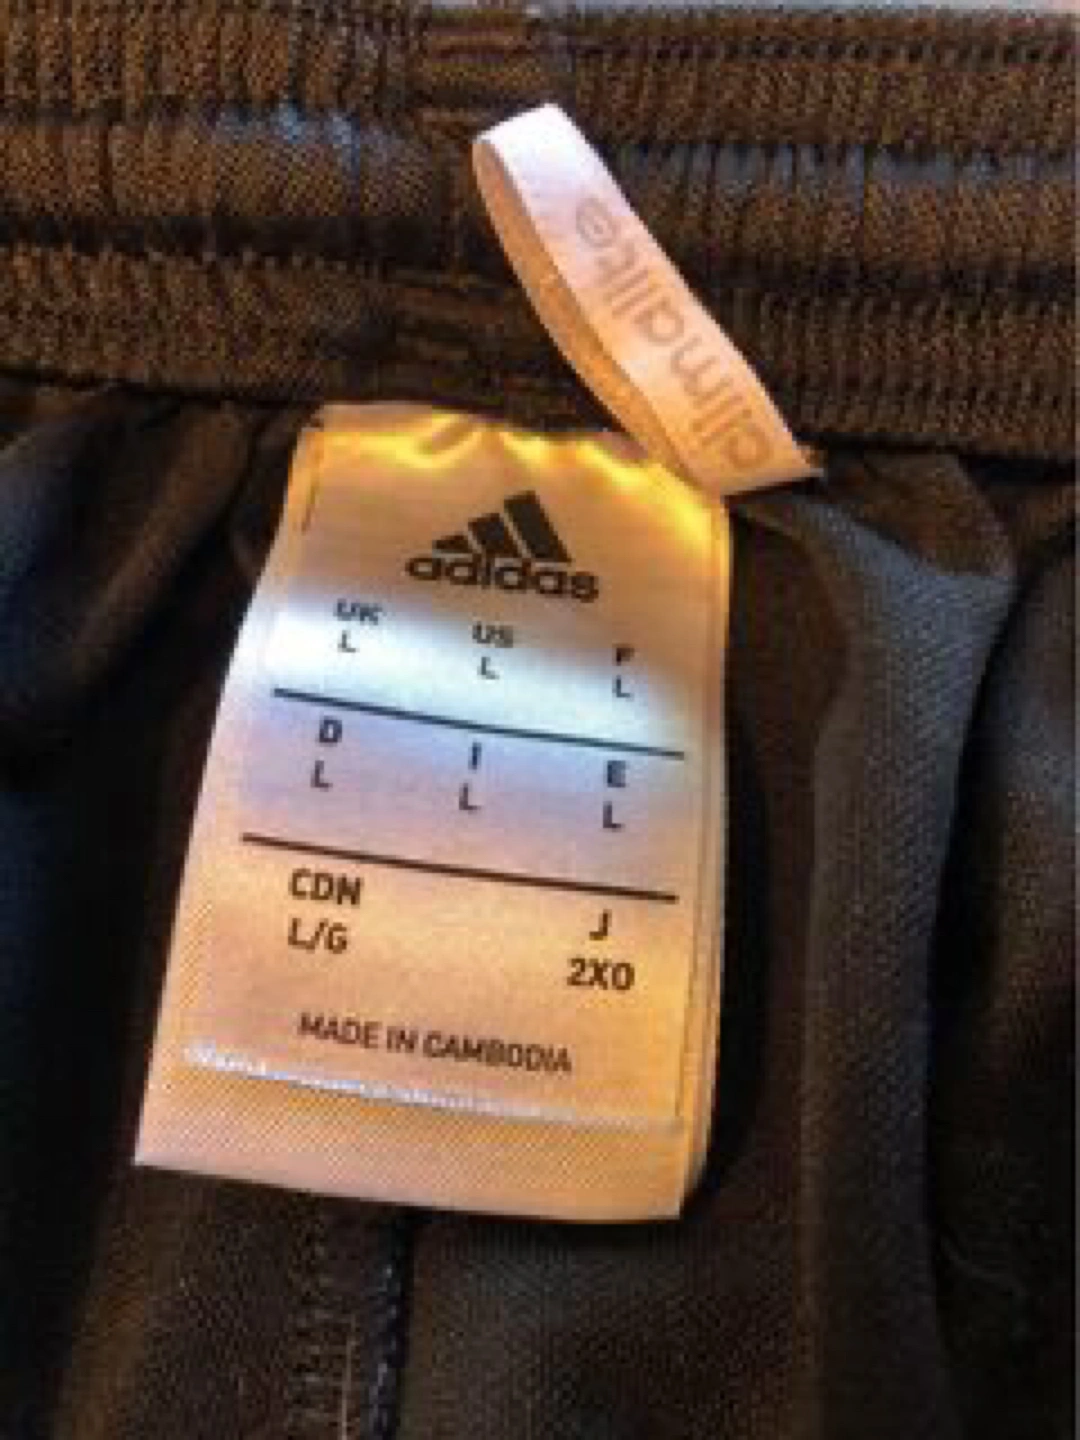 climalite
adidas
UK US F
L L L
D I E
L L L
CDN J
L/G 2XO
MADE IN CAMBODIA